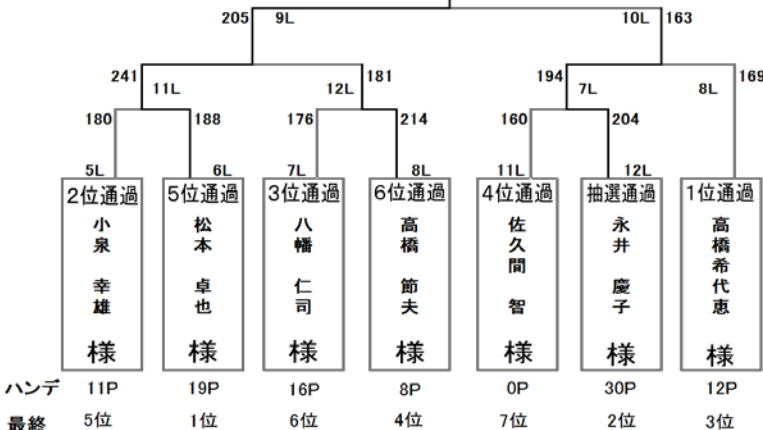 205 9L 10L 163
241 11L 12L 181 194 7L 8L 169
180 188 176 214 160 204
5L 6L 7L 8L 11L 12L
2位通過 5位通過 3位通過 6位通過 4位通過 抽選通過 1位通過
小泉 幸雄 松本 卓也 八幡 仁司 高橋 節夫 佐久間 智 永井 慶子 高橋希代恵
様 様 様 様 様 様 様
ハンデ 11P 19P 16P 8P 0P 30P 12P
最終 5位 1位 6位 4位 7位 2位 3位